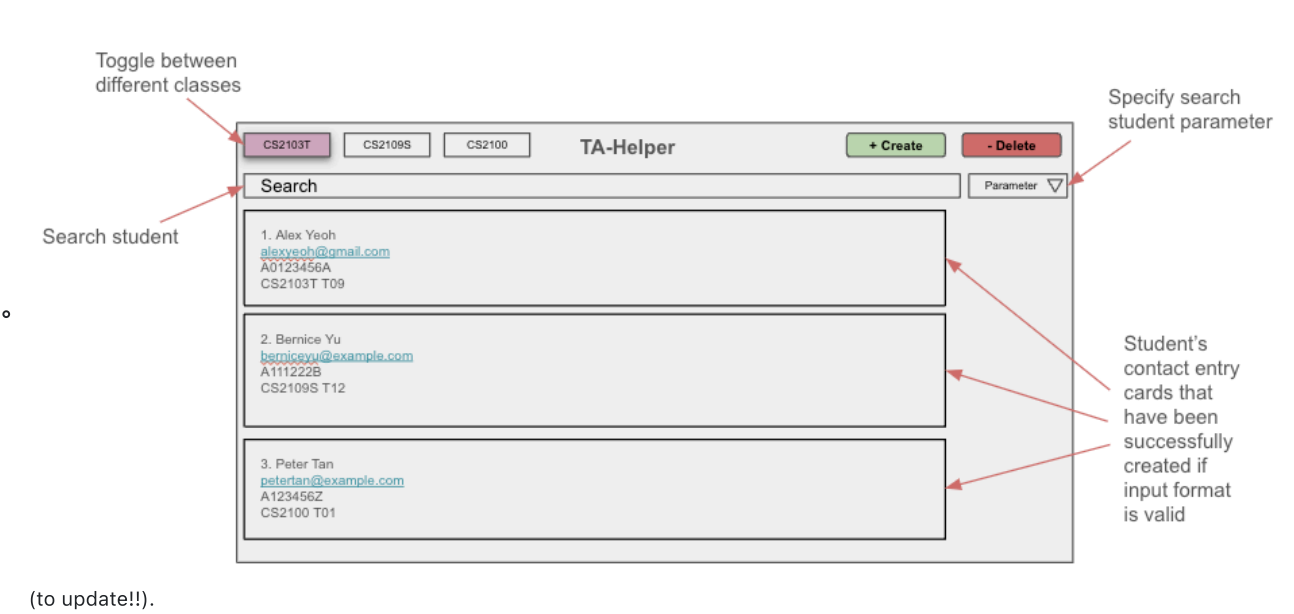 Toggle between
different classes
Specify search
student parameter
CS2103T
CS2109S
CS2100
TA-Helper
+ Create
- Delete
Search
Parameter
Search student
1. Alex Yeoh
alexyeoh@gmail.com
A0123456A
CS2103T T09
2. Bernice Yu
berniceyu@example.com
A111222B
CS2109S T12
3. Peter Tan
petertan@example.com
A123456Z
CS2100 T01
Student's
contact entry
cards that
have been
successfully
created if
input format
is valid
(to update!!).